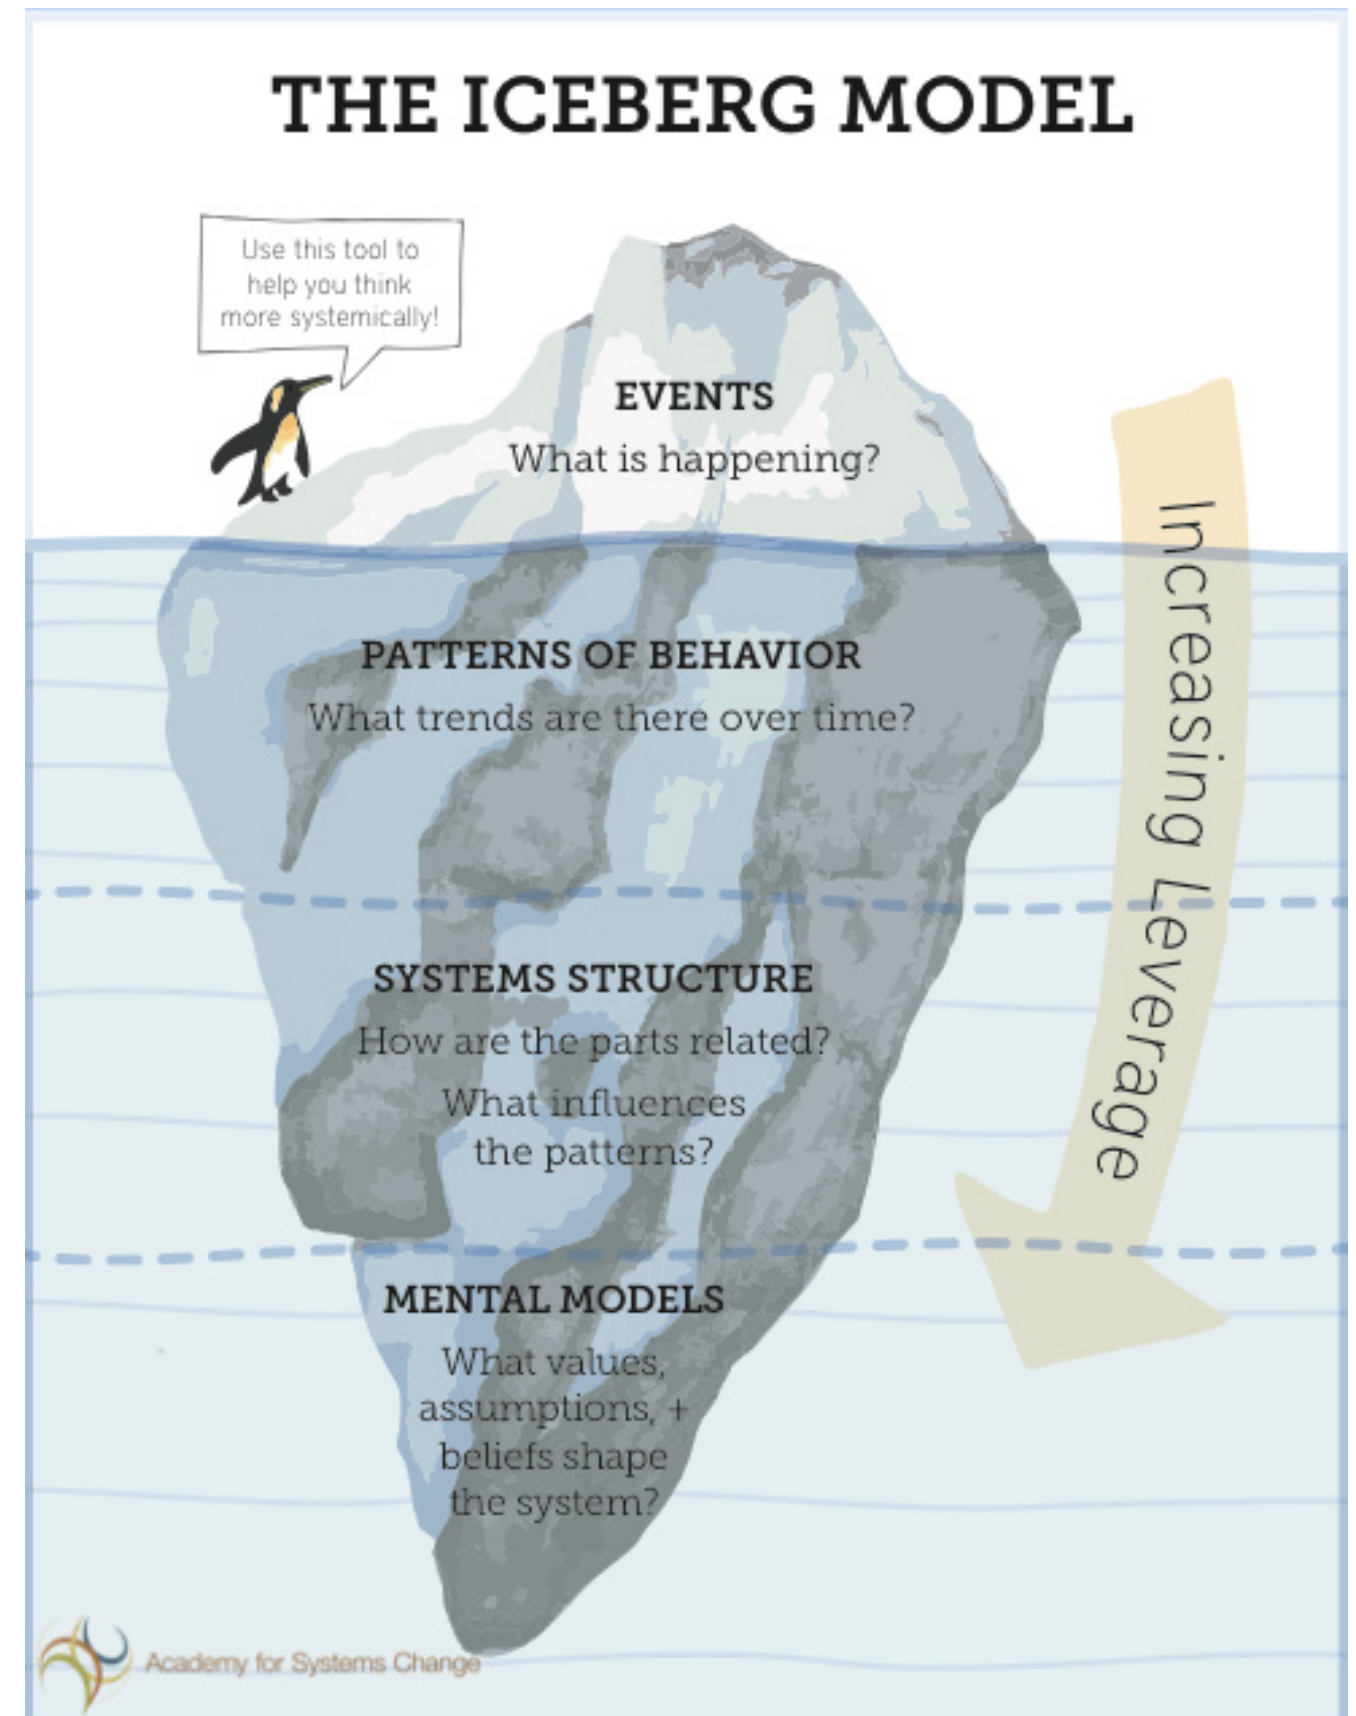 THE ICEBERG MODEL
Use this tool to
help you think
more systemically!
EVENTS
What is happening?
PATTERNS OF BEHAVIOR
What trends are there over time?
SYSTEMS STRUCTURE
How are the parts related?
What influences
the patterns?
MENTAL MODELS
What values,
assumptions, +
beliefs shape
the system?
Increasing Leverage
Academy for Systems Change